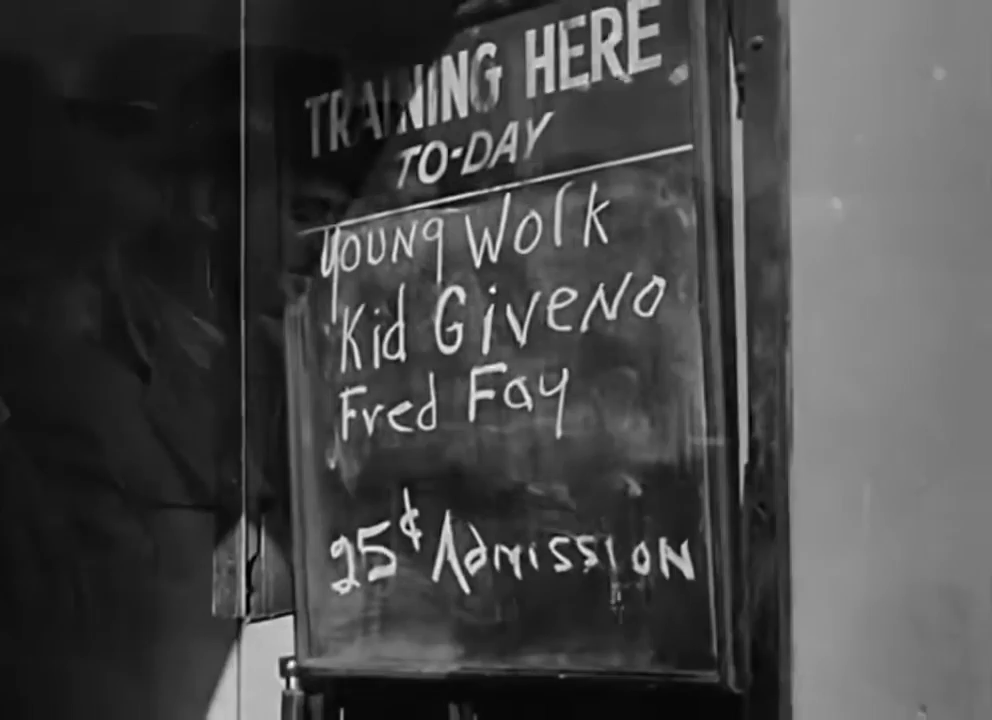 TRAINING HERE
TO-DAY
YOUNg WOlk
Kid GiveNo
Fred Fay
25¢ AdmissioN